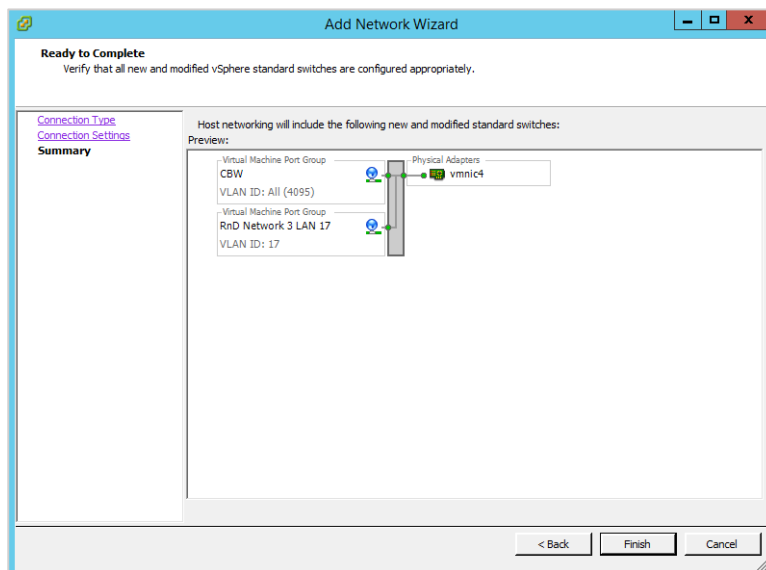 Add Network Wizard
Ready to Complete
Verify that all new and modified vSphere standard switches are configured appropriately.
Connection Type
Connection Settings
Summary
Host networking will include the following new and modified standard switches:
Preview:
Virtual Machine Port Group
CBW
VLAN ID: All (4095)
Physical Adapters
vmnic4
Virtual Machine Port Group
RnD Network 3 LAN 17
VLAN ID: 17
< Back
Finish
Cancel